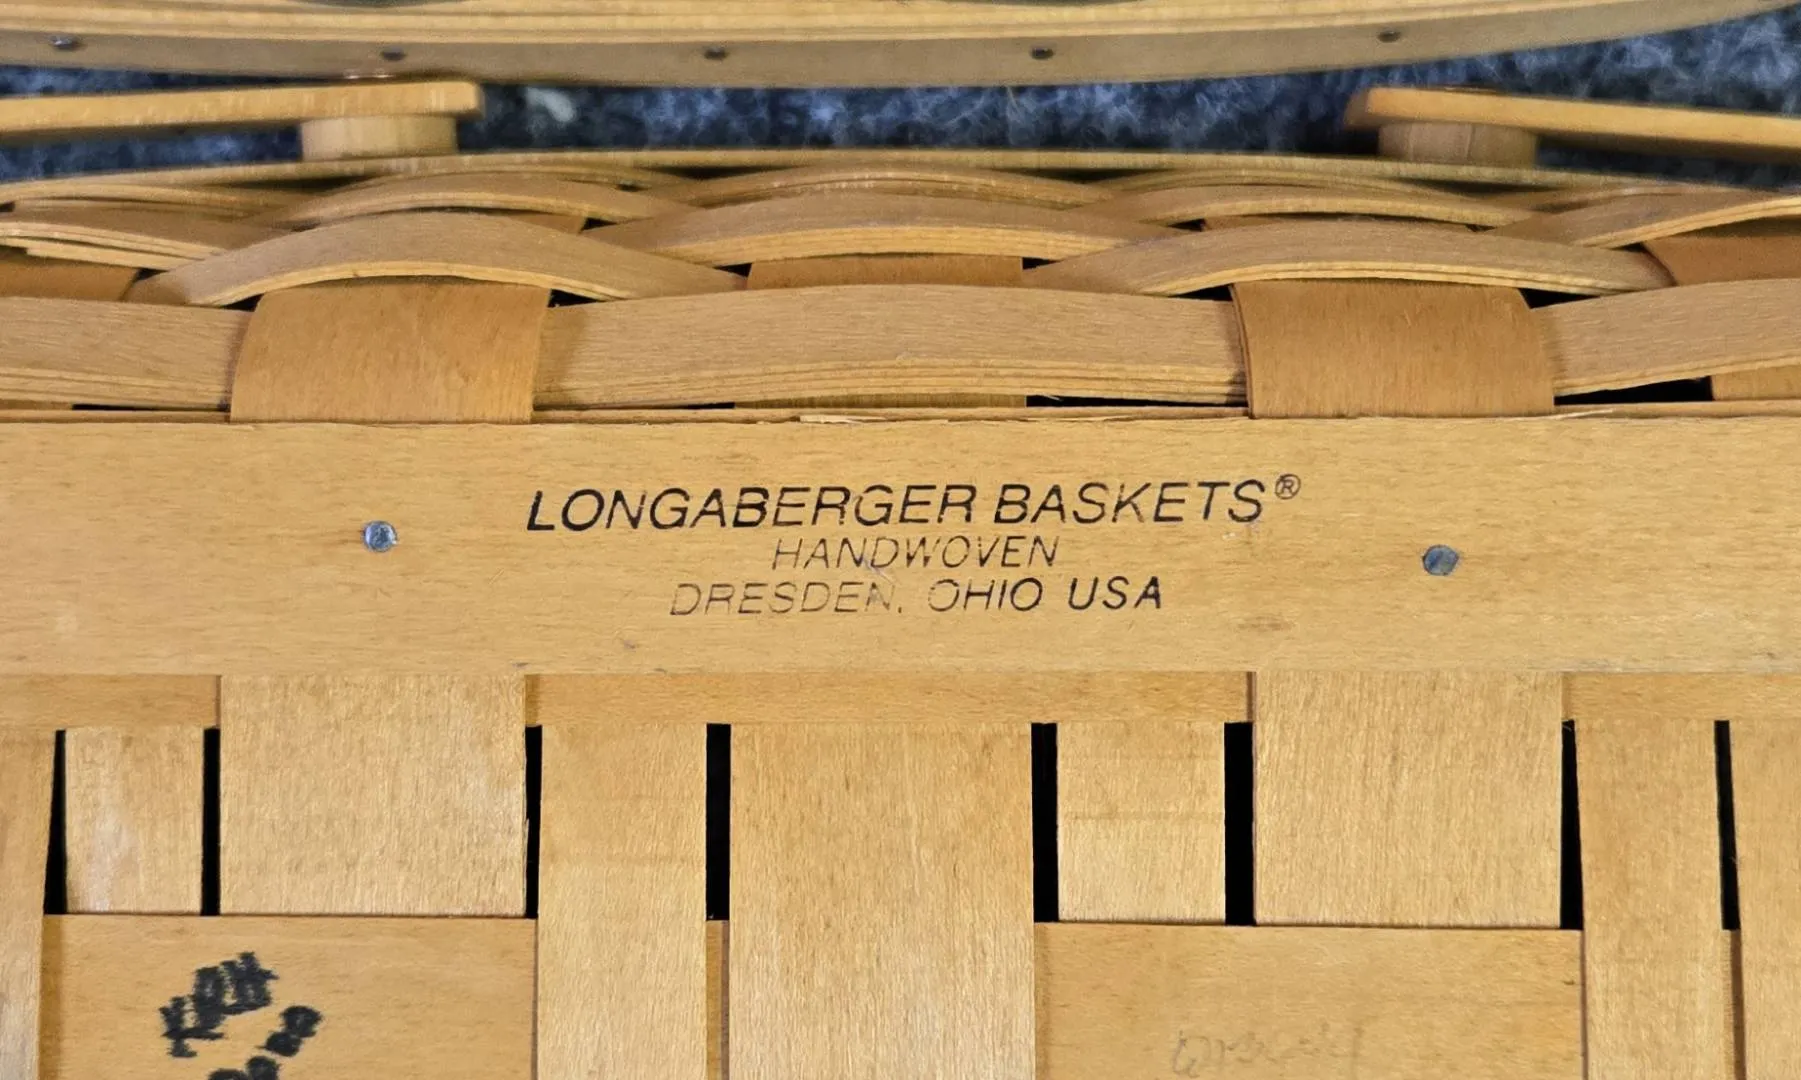 LONGABERGER BASKETS®
HANDWOVEN
DRESDEN, OHIO USA